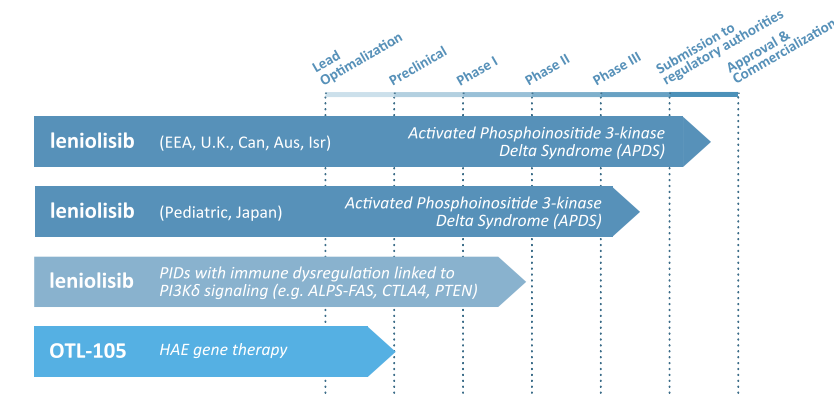 Lead
Optimalization
Preclinical
Phase I
Phase II
Phase III
Submission to
regulatory authorities
Approval &
Commercialization
leniolisib (EEA, U.K., Can, Aus, Isr) Activated Phosphoinositide 3-kinase
Delta Syndrome (APDS)
leniolisib (Pediatric, Japan) Activated Phosphoinositide 3-kinase
Delta Syndrome (APDS)
leniolisib PIDs with immune dysregulation linked to
PI3Kδ signaling (e.g. ALPS-FAS, CTLA4, PTEN)
OTL-105 HAE gene therapy